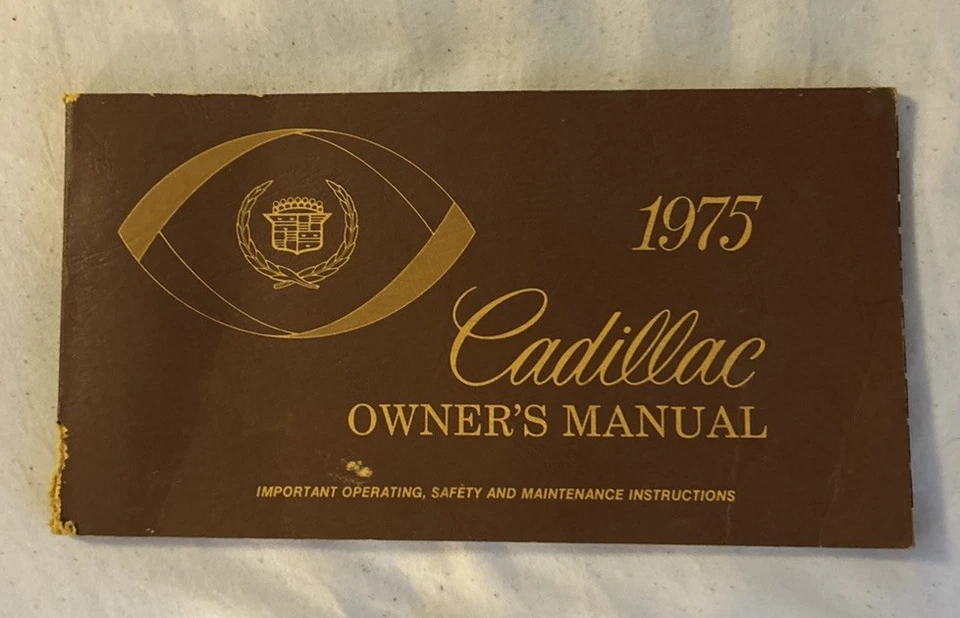 1975
Cadillac
OWNER'S MANUAL
IMPORTANT OPERATING, SAFETY AND MAINTENANCE INSTRUCTIONS